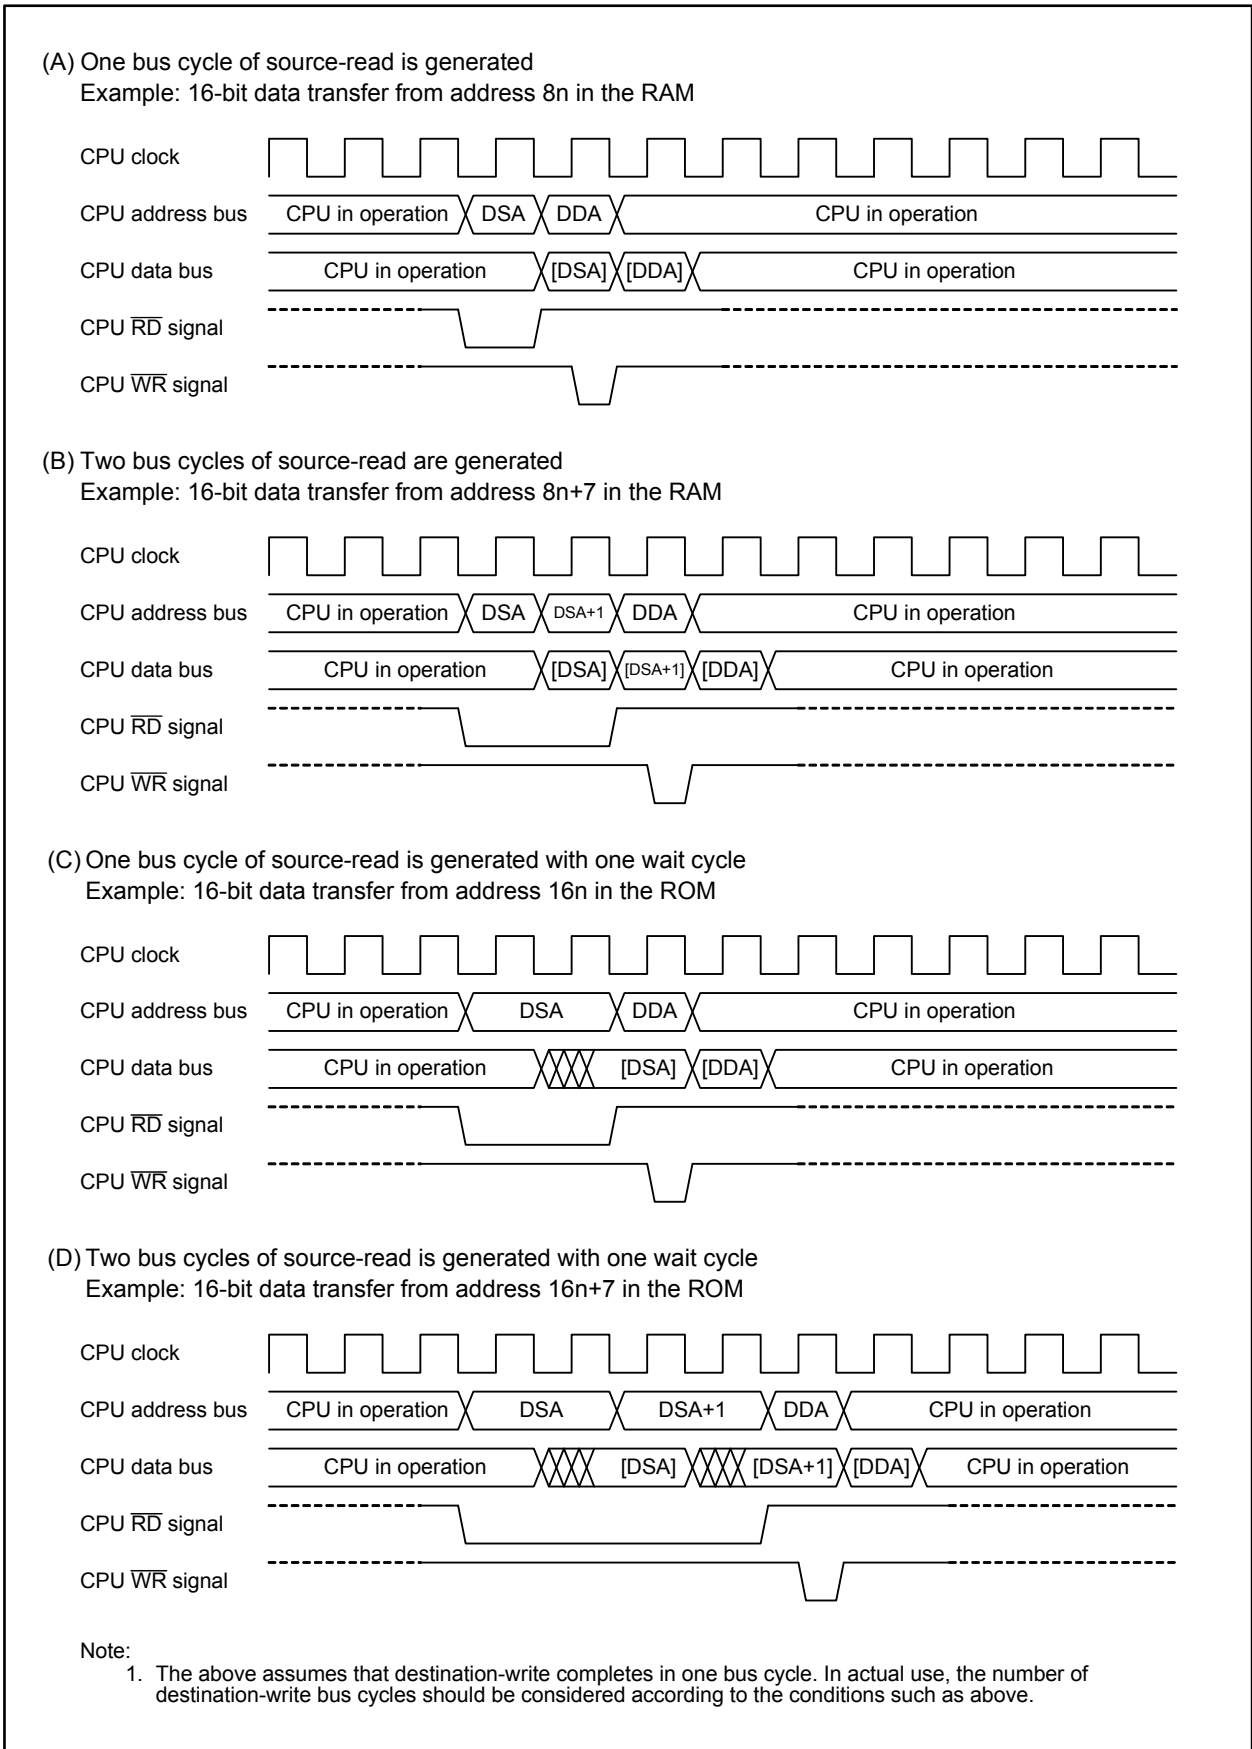 (A) One bus cycle of source-read is generated
Example: 16-bit data transfer from address 8n in the RAM
CPU clock
CPU address bus CPU in operation DSA DDA CPU in operation
CPU data bus CPU in operation [DSA] [DDA] CPU in operation
CPU R̅D̅ signal
CPU W̅R̅ signal
(B) Two bus cycles of source-read are generated
Example: 16-bit data transfer from address 8n+7 in the RAM
CPU clock
CPU address bus CPU in operation DSA DSA+1 DDA CPU in operation
CPU data bus CPU in operation [DSA] [DSA+1] [DDA] CPU in operation
CPU R̅D̅ signal
CPU W̅R̅ signal
(C) One bus cycle of source-read is generated with one wait cycle
Example: 16-bit data transfer from address 16n in the ROM
CPU clock
CPU address bus CPU in operation DSA DDA CPU in operation
CPU data bus CPU in operation [DSA] [DDA] CPU in operation
CPU R̅D̅ signal
CPU W̅R̅ signal
(D) Two bus cycles of source-read is generated with one wait cycle
Example: 16-bit data transfer from address 16n+7 in the ROM
CPU clock
CPU address bus CPU in operation DSA DSA+1 DDA CPU in operation
CPU data bus CPU in operation [DSA] [DSA+1] [DDA] CPU in operation
CPU R̅D̅ signal
CPU W̅R̅ signal
Note:
1. The above assumes that destination-write completes in one bus cycle. In actual use, the number of
destination-write bus cycles should be considered according to the conditions such as above.